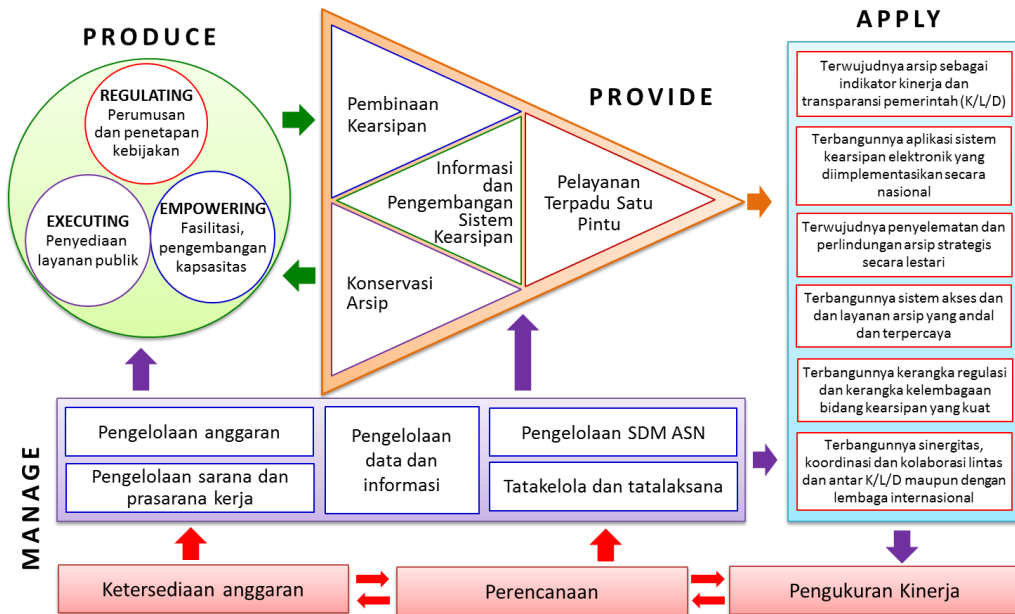 PRODUCE
REGULATING
Perumusan
dan penetapan
kebijakan
EXECUTING
Penyediaan
layanan publik
EMPOWERING
Fasilitasi,
pengembangan
kapsasitas
PROVIDE
Pembinaan
Kearsipan
Informasi
dan
Pengembangan
Sistem
Kearsipan
Pelayanan
Terpadu Satu
Pintu
Konservasi
Arsip
APPLY
Terwujudnya arsip sebagai
indikator kinerja dan
transparansi pemerintah (K/L/D)
Terbangunnya aplikasi sistem
kearsipan elektronik yang
diimplementasikan secara
nasional
Terwujudnya penyelematan dan
perlindungan arsip strategis
secara lestari
Terbangunnya sistem akses dan
dan layanan arsip yang andal
dan terpercaya
Terbangunnya kerangka regulasi
dan kerangka kelembagaan
bidang kearsipan yang kuat
Terbangunnya sinergitas,
koordinasi dan kolaborasi lintas
dan antar K/L/D maupun dengan
lembaga internasional
MANAGE
Pengelolaan anggaran
Pengelolaan sarana dan
prasarana kerja
Pengelolaan
data dan
informasi
Pengelolaan SDM ASN
Tatakelola dan tatalaksana
Ketersediaan anggaran
Perencanaan
Pengukuran Kinerja